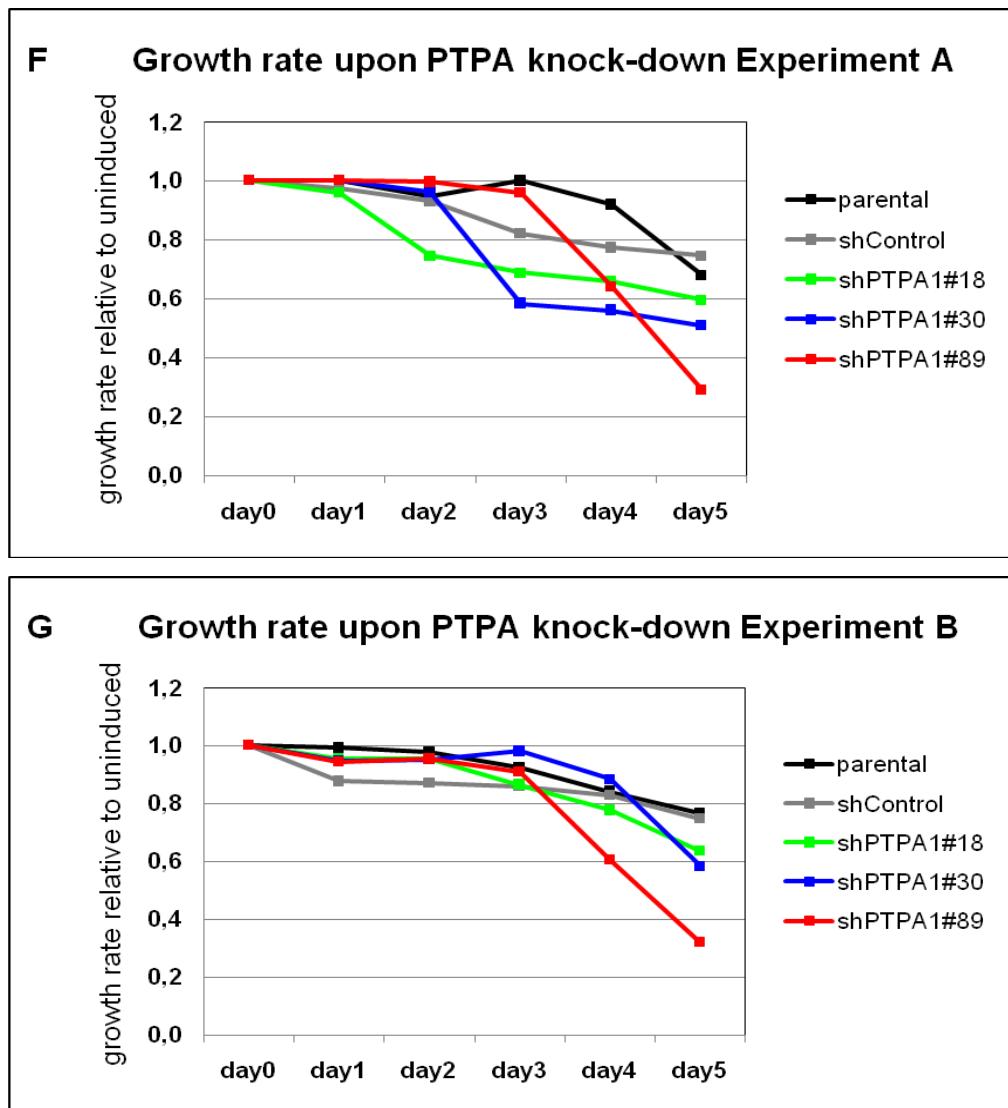 F Growth rate upon PTPA knock-down Experiment A
growth rate relative to uninduced
1,2
1.0
0,8
0,6
0,4
0,2
0,0
day0 day1 day2 day3 day4 day5
parental
shControl
shPTPA1#18
shPTPA1#30
shPTPA1#89
G Growth rate upon PTPA knock-down Experiment B
growth rate relative to uninduced
1,2
1.0
0,8
0,6
0,4
0,2
0,0
day0 day1 day2 day3 day4 day5
parental
shControl
shPTPA1#18
shPTPA1#30
shPTPA1#89